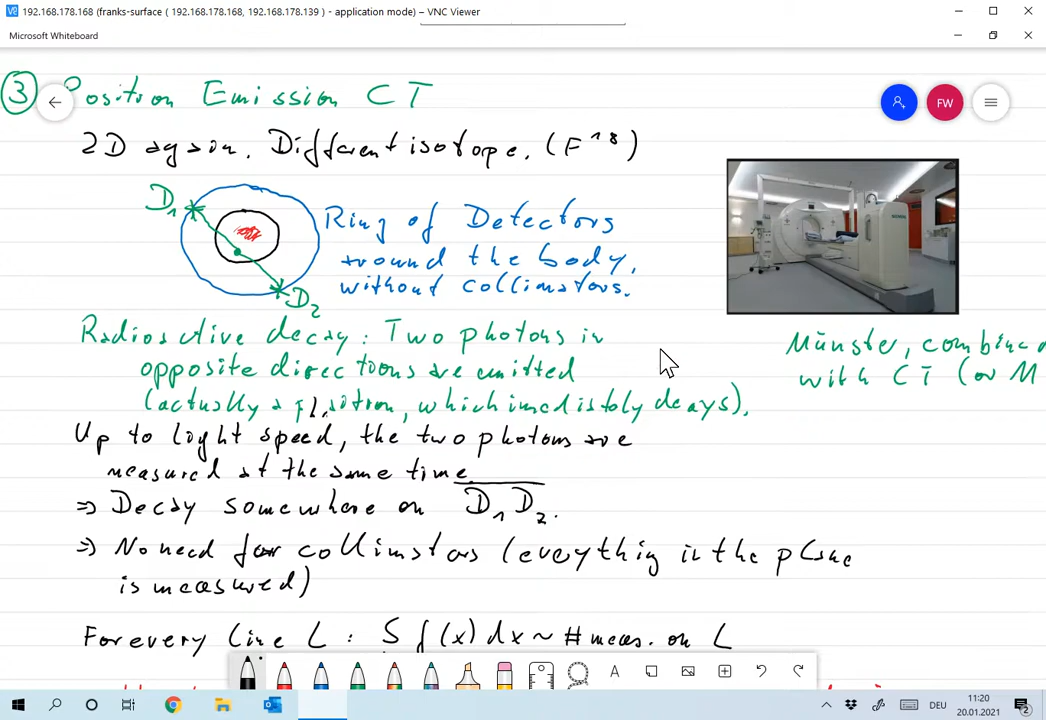 192.168.178.168 (franks-surface ( 192.168.178.168, 192.168.178.139 ) - application mode) – VNC Viewer
Microsoft Whiteboard
3 Position Emission CT
2D again. Different isotope. (F^18)
FW
D1
Ring of Detectors
around the body,
without collimators.
D2
Radioactive decay: Two photons in
opposite directions are emitted
(actually a positron, which imediately decays).
Münster, combined
with CT (or M
Up to light speed, the two photons are
measured at the same time
=> Decay somewhere on D1D2.
=> No need for collimators (everything in the plane
is measured)
For every Line L : ∫ f(x) dx ~ # meas. on L
A
DEU
11:20
20.01.2021
2